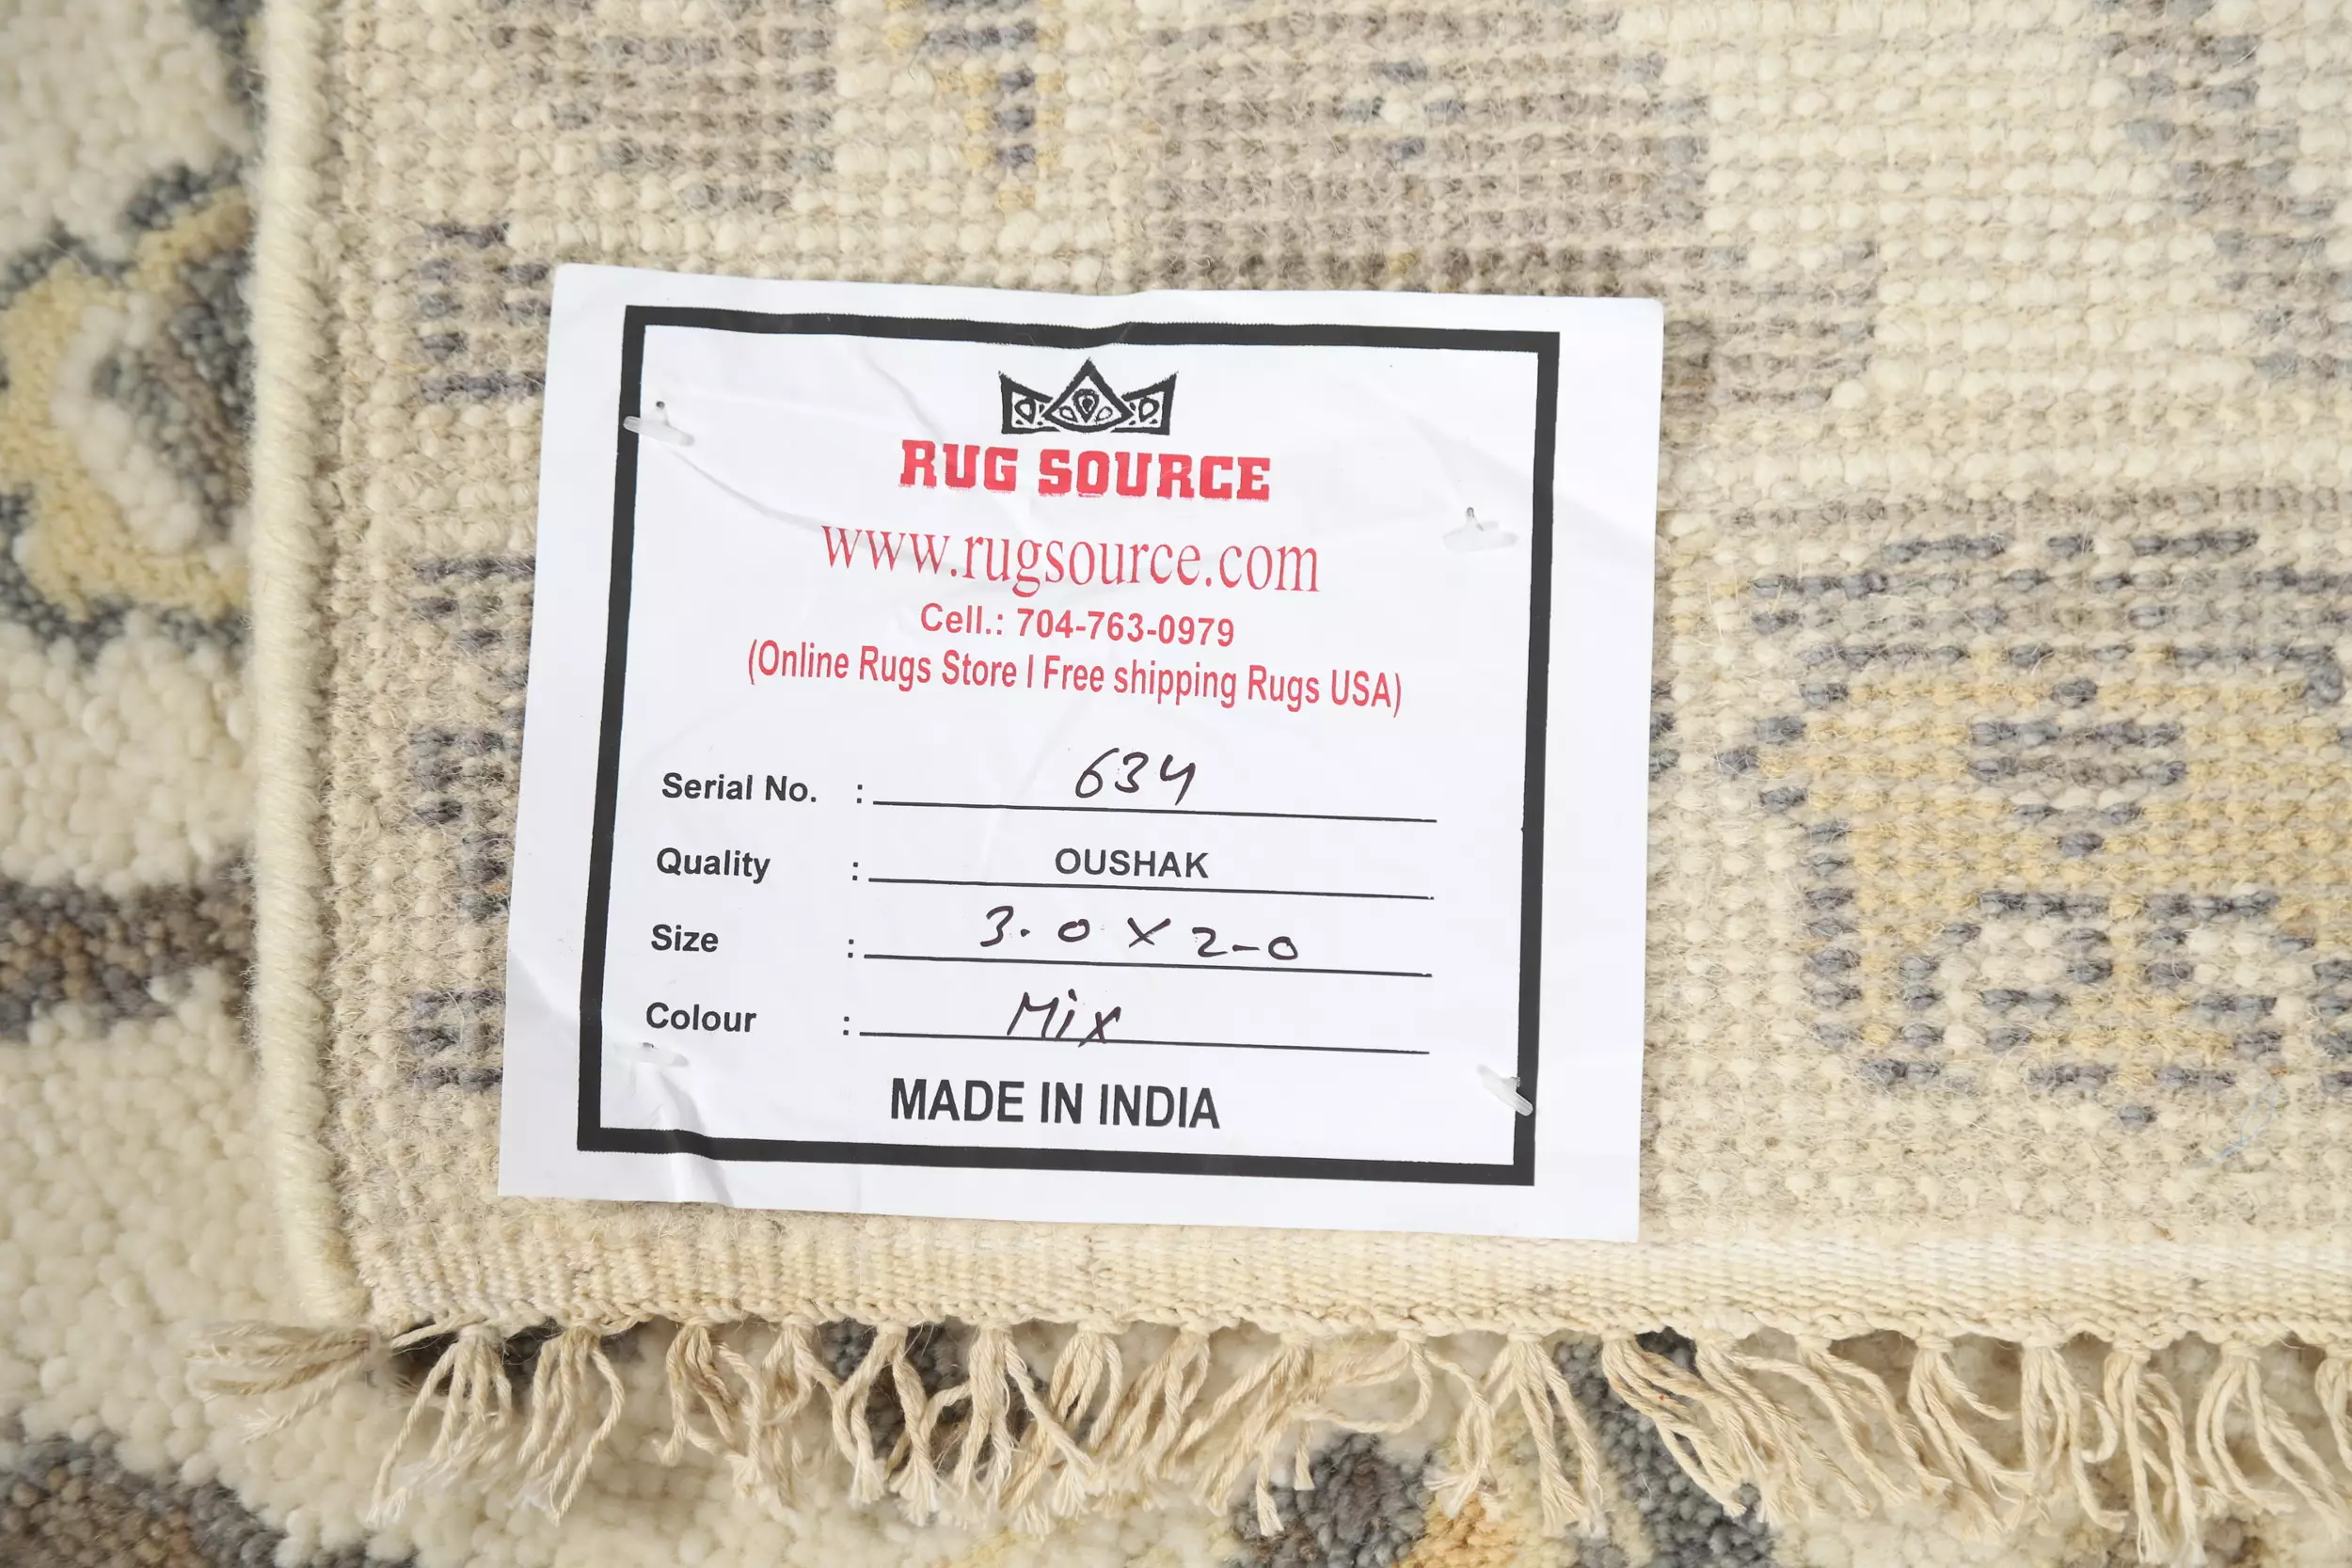 RUG SOURCE
www.rugsource.com
Cell.: 704-763-0979
(Online Rugs Store I Free shipping Rugs USA)
Serial No. : 634
Quality : OUSHAK
Size : 3.0 X 2-0
Colour : Mix
MADE IN INDIA